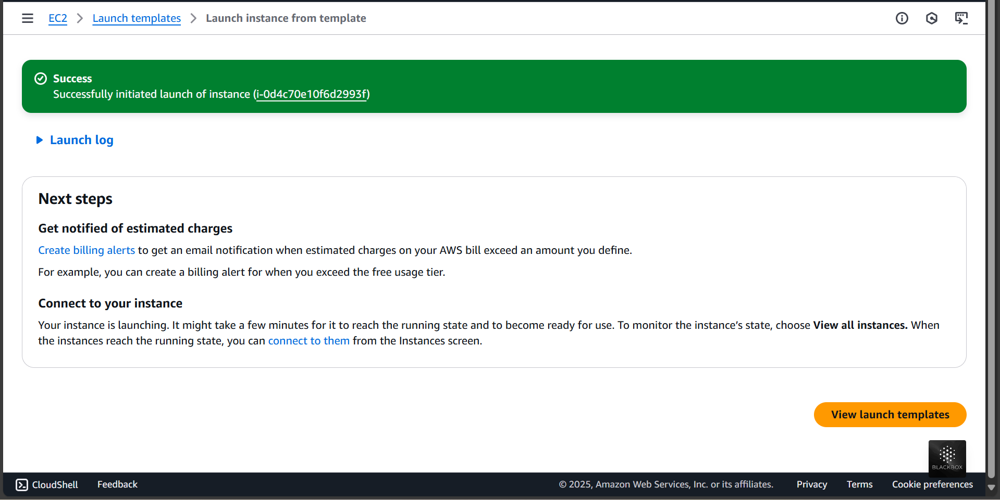 EC2 Launch templates Launch instance from template
Success
Successfully initiated launch of instance (i-0d4c70e10f6d2993f)
Launch log
Next steps
Get notified of estimated charges
Create billing alerts to get an email notification when estimated charges on your AWS bill exceed an amount you define.
For example, you can create a billing alert for when you exceed the free usage tier.
Connect to your instance
Your instance is launching. It might take a few minutes for it to reach the running state and to become ready for use. To monitor the instance’s state, choose View all instances. When
the instances reach the running state, you can connect to them from the Instances screen.
View launch templates
BLACKBOX
CloudShell Feedback © 2025, Amazon Web Services, Inc. or its affiliates. Privacy Terms Cookie preferences